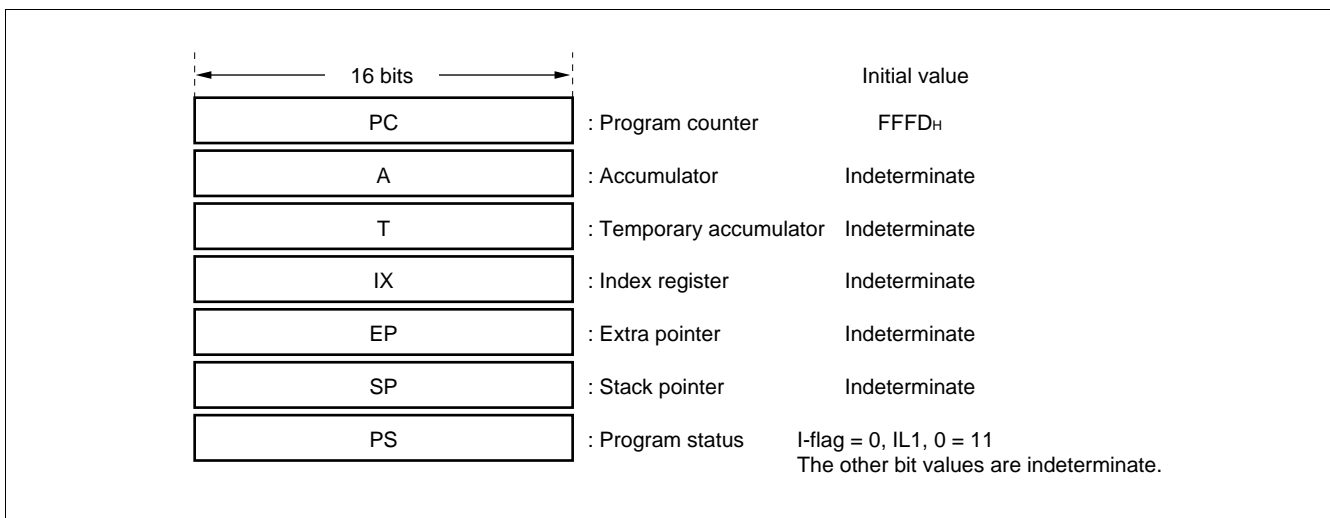 16 bits Initial value
PC : Program counter FFFDH
A : Accumulator Indeterminate
T : Temporary accumulator Indeterminate
IX : Index register Indeterminate
EP : Extra pointer Indeterminate
SP : Stack pointer Indeterminate
PS : Program status I-flag = 0, IL1, 0 = 11
The other bit values are indeterminate.